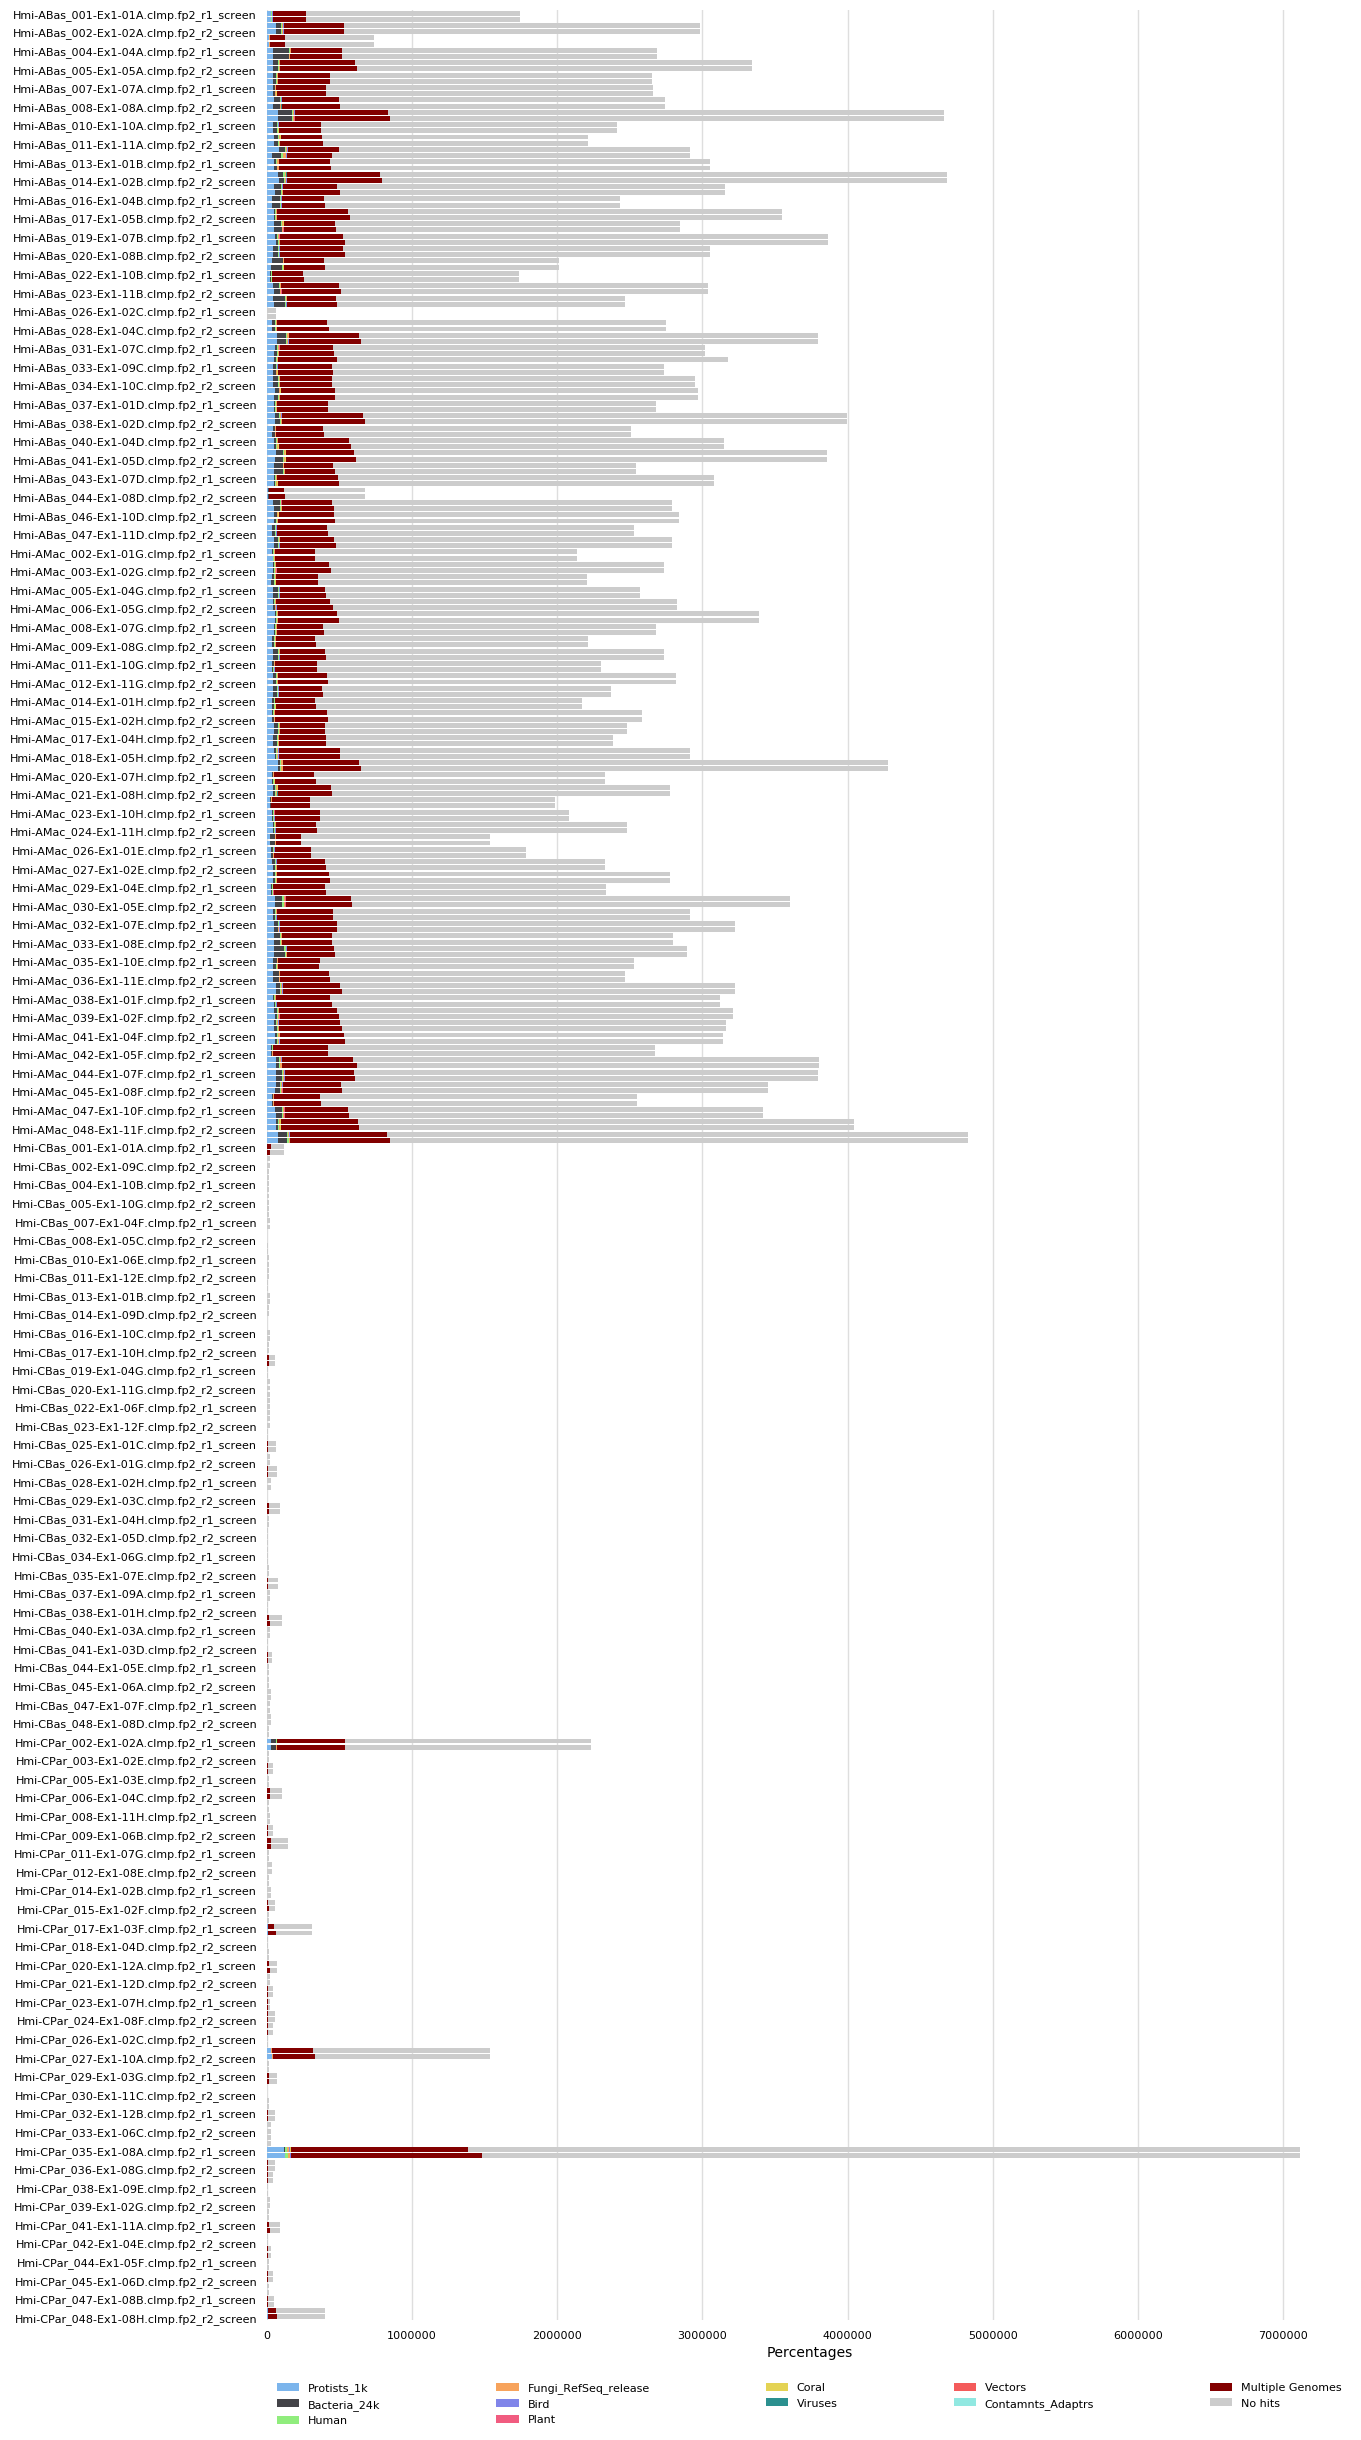 Hmi-ABas_001-Ex1-01A.clmp.fp2_r1_screen
Hmi-ABas_002-Ex1-02A.clmp.fp2_r2_screen
Hmi-ABas_004-Ex1-04A.clmp.fp2_r1_screen
Hmi-ABas_005-Ex1-05A.clmp.fp2_r2_screen
Hmi-ABas_007-Ex1-07A.clmp.fp2_r1_screen
Hmi-ABas_008-Ex1-08A.clmp.fp2_r2_screen
Hmi-ABas_010-Ex1-10A.clmp.fp2_r1_screen
Hmi-ABas_011-Ex1-11A.clmp.fp2_r2_screen
Hmi-ABas_013-Ex1-01B.clmp.fp2_r1_screen
Hmi-ABas_014-Ex1-02B.clmp.fp2_r2_screen
Hmi-ABas_016-Ex1-04B.clmp.fp2_r1_screen
Hmi-ABas_017-Ex1-05B.clmp.fp2_r2_screen
Hmi-ABas_019-Ex1-07B.clmp.fp2_r1_screen
Hmi-ABas_020-Ex1-08B.clmp.fp2_r2_screen
Hmi-ABas_022-Ex1-10B.clmp.fp2_r1_screen
Hmi-ABas_023-Ex1-11B.clmp.fp2_r2_screen
Hmi-ABas_026-Ex1-02C.clmp.fp2_r1_screen
Hmi-ABas_028-Ex1-04C.clmp.fp2_r2_screen
Hmi-ABas_031-Ex1-07C.clmp.fp2_r1_screen
Hmi-ABas_033-Ex1-09C.clmp.fp2_r1_screen
Hmi-ABas_034-Ex1-10C.clmp.fp2_r2_screen
Hmi-ABas_037-Ex1-01D.clmp.fp2_r1_screen
Hmi-ABas_038-Ex1-02D.clmp.fp2_r2_screen
Hmi-ABas_040-Ex1-04D.clmp.fp2_r1_screen
Hmi-ABas_041-Ex1-05D.clmp.fp2_r2_screen
Hmi-ABas_043-Ex1-07D.clmp.fp2_r1_screen
Hmi-ABas_044-Ex1-08D.clmp.fp2_r2_screen
Hmi-ABas_046-Ex1-10D.clmp.fp2_r1_screen
Hmi-ABas_047-Ex1-11D.clmp.fp2_r2_screen
Hmi-AMac_002-Ex1-01G.clmp.fp2_r1_screen
Hmi-AMac_003-Ex1-02G.clmp.fp2_r2_screen
Hmi-AMac_005-Ex1-04G.clmp.fp2_r1_screen
Hmi-AMac_006-Ex1-05G.clmp.fp2_r2_screen
Hmi-AMac_008-Ex1-07G.clmp.fp2_r1_screen
Hmi-AMac_009-Ex1-08G.clmp.fp2_r2_screen
Hmi-AMac_011-Ex1-10G.clmp.fp2_r1_screen
Hmi-AMac_012-Ex1-11G.clmp.fp2_r2_screen
Hmi-AMac_014-Ex1-01H.clmp.fp2_r1_screen
Hmi-AMac_015-Ex1-02H.clmp.fp2_r2_screen
Hmi-AMac_017-Ex1-04H.clmp.fp2_r1_screen
Hmi-AMac_018-Ex1-05H.clmp.fp2_r2_screen
Hmi-AMac_020-Ex1-07H.clmp.fp2_r1_screen
Hmi-AMac_021-Ex1-08H.clmp.fp2_r2_screen
Hmi-AMac_023-Ex1-10H.clmp.fp2_r1_screen
Hmi-AMac_024-Ex1-11H.clmp.fp2_r2_screen
Hmi-AMac_026-Ex1-01E.clmp.fp2_r1_screen
Hmi-AMac_027-Ex1-02E.clmp.fp2_r2_screen
Hmi-AMac_029-Ex1-04E.clmp.fp2_r1_screen
Hmi-AMac_030-Ex1-05E.clmp.fp2_r2_screen
Hmi-AMac_032-Ex1-07E.clmp.fp2_r1_screen
Hmi-AMac_033-Ex1-08E.clmp.fp2_r2_screen
Hmi-AMac_035-Ex1-10E.clmp.fp2_r1_screen
Hmi-AMac_036-Ex1-11E.clmp.fp2_r2_screen
Hmi-AMac_038-Ex1-01F.clmp.fp2_r1_screen
Hmi-AMac_039-Ex1-02F.clmp.fp2_r2_screen
Hmi-AMac_041-Ex1-04F.clmp.fp2_r1_screen
Hmi-AMac_042-Ex1-05F.clmp.fp2_r2_screen
Hmi-AMac_044-Ex1-07F.clmp.fp2_r1_screen
Hmi-AMac_045-Ex1-08F.clmp.fp2_r2_screen
Hmi-AMac_047-Ex1-10F.clmp.fp2_r1_screen
Hmi-AMac_048-Ex1-11F.clmp.fp2_r2_screen
Hmi-CBas_001-Ex1-01A.clmp.fp2_r1_screen
Hmi-CBas_002-Ex1-09C.clmp.fp2_r2_screen
Hmi-CBas_004-Ex1-10B.clmp.fp2_r1_screen
Hmi-CBas_005-Ex1-10G.clmp.fp2_r2_screen
Hmi-CBas_007-Ex1-04F.clmp.fp2_r1_screen
Hmi-CBas_008-Ex1-05C.clmp.fp2_r2_screen
Hmi-CBas_010-Ex1-06E.clmp.fp2_r1_screen
Hmi-CBas_011-Ex1-12E.clmp.fp2_r2_screen
Hmi-CBas_013-Ex1-01B.clmp.fp2_r1_screen
Hmi-CBas_014-Ex1-09D.clmp.fp2_r2_screen
Hmi-CBas_016-Ex1-10C.clmp.fp2_r1_screen
Hmi-CBas_017-Ex1-10H.clmp.fp2_r2_screen
Hmi-CBas_019-Ex1-04G.clmp.fp2_r1_screen
Hmi-CBas_020-Ex1-11G.clmp.fp2_r2_screen
Hmi-CBas_022-Ex1-06F.clmp.fp2_r1_screen
Hmi-CBas_023-Ex1-12F.clmp.fp2_r2_screen
Hmi-CBas_025-Ex1-01C.clmp.fp2_r1_screen
Hmi-CBas_026-Ex1-01G.clmp.fp2_r2_screen
Hmi-CBas_028-Ex1-02H.clmp.fp2_r1_screen
Hmi-CBas_029-Ex1-03C.clmp.fp2_r2_screen
Hmi-CBas_031-Ex1-04H.clmp.fp2_r1_screen
Hmi-CBas_032-Ex1-05D.clmp.fp2_r2_screen
Hmi-CBas_034-Ex1-06G.clmp.fp2_r1_screen
Hmi-CBas_035-Ex1-07E.clmp.fp2_r2_screen
Hmi-CBas_037-Ex1-09A.clmp.fp2_r1_screen
Hmi-CBas_038-Ex1-01H.clmp.fp2_r2_screen
Hmi-CBas_040-Ex1-03A.clmp.fp2_r1_screen
Hmi-CBas_041-Ex1-03D.clmp.fp2_r2_screen
Hmi-CBas_044-Ex1-05E.clmp.fp2_r1_screen
Hmi-CBas_045-Ex1-06A.clmp.fp2_r2_screen
Hmi-CBas_047-Ex1-07F.clmp.fp2_r1_screen
Hmi-CBas_048-Ex1-08D.clmp.fp2_r2_screen
Hmi-CPar_002-Ex1-02A.clmp.fp2_r1_screen
Hmi-CPar_003-Ex1-02E.clmp.fp2_r2_screen
Hmi-CPar_005-Ex1-03E.clmp.fp2_r1_screen
Hmi-CPar_006-Ex1-04C.clmp.fp2_r2_screen
Hmi-CPar_008-Ex1-11H.clmp.fp2_r1_screen
Hmi-CPar_009-Ex1-06B.clmp.fp2_r2_screen
Hmi-CPar_011-Ex1-07G.clmp.fp2_r1_screen
Hmi-CPar_012-Ex1-08E.clmp.fp2_r2_screen
Hmi-CPar_014-Ex1-02B.clmp.fp2_r1_screen
Hmi-CPar_015-Ex1-02F.clmp.fp2_r2_screen
Hmi-CPar_017-Ex1-03F.clmp.fp2_r1_screen
Hmi-CPar_018-Ex1-04D.clmp.fp2_r2_screen
Hmi-CPar_020-Ex1-12A.clmp.fp2_r1_screen
Hmi-CPar_021-Ex1-12D.clmp.fp2_r2_screen
Hmi-CPar_023-Ex1-07H.clmp.fp2_r1_screen
Hmi-CPar_024-Ex1-08F.clmp.fp2_r2_screen
Hmi-CPar_026-Ex1-02C.clmp.fp2_r1_screen
Hmi-CPar_027-Ex1-10A.clmp.fp2_r2_screen
Hmi-CPar_029-Ex1-03G.clmp.fp2_r1_screen
Hmi-CPar_030-Ex1-11C.clmp.fp2_r2_screen
Hmi-CPar_032-Ex1-12B.clmp.fp2_r1_screen
Hmi-CPar_033-Ex1-06C.clmp.fp2_r2_screen
Hmi-CPar_035-Ex1-08A.clmp.fp2_r1_screen
Hmi-CPar_036-Ex1-08G.clmp.fp2_r2_screen
Hmi-CPar_038-Ex1-09E.clmp.fp2_r1_screen
Hmi-CPar_039-Ex1-02G.clmp.fp2_r2_screen
Hmi-CPar_041-Ex1-11A.clmp.fp2_r1_screen
Hmi-CPar_042-Ex1-04E.clmp.fp2_r2_screen
Hmi-CPar_044-Ex1-05F.clmp.fp2_r1_screen
Hmi-CPar_045-Ex1-06D.clmp.fp2_r2_screen
Hmi-CPar_047-Ex1-08B.clmp.fp2_r1_screen
Hmi-CPar_048-Ex1-08H.clmp.fp2_r2_screen
0 1000000 2000000 3000000 4000000 5000000 6000000 7000000
Percentages
Protists_1k Fungi_RefSeq_release Coral Vectors Multiple Genomes
Bacteria_24k Bird Viruses Contamnts_Adaptrs No hits
Human Plant